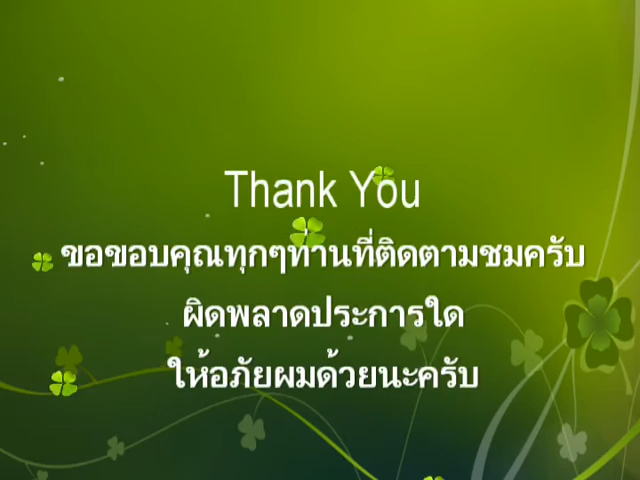 Thank You
ขอขอบคุณทุกๆท่านที่ติดตามชมครับ
ผิดพลาดประการใด
ให้อภัยผมด้วยนะครับ